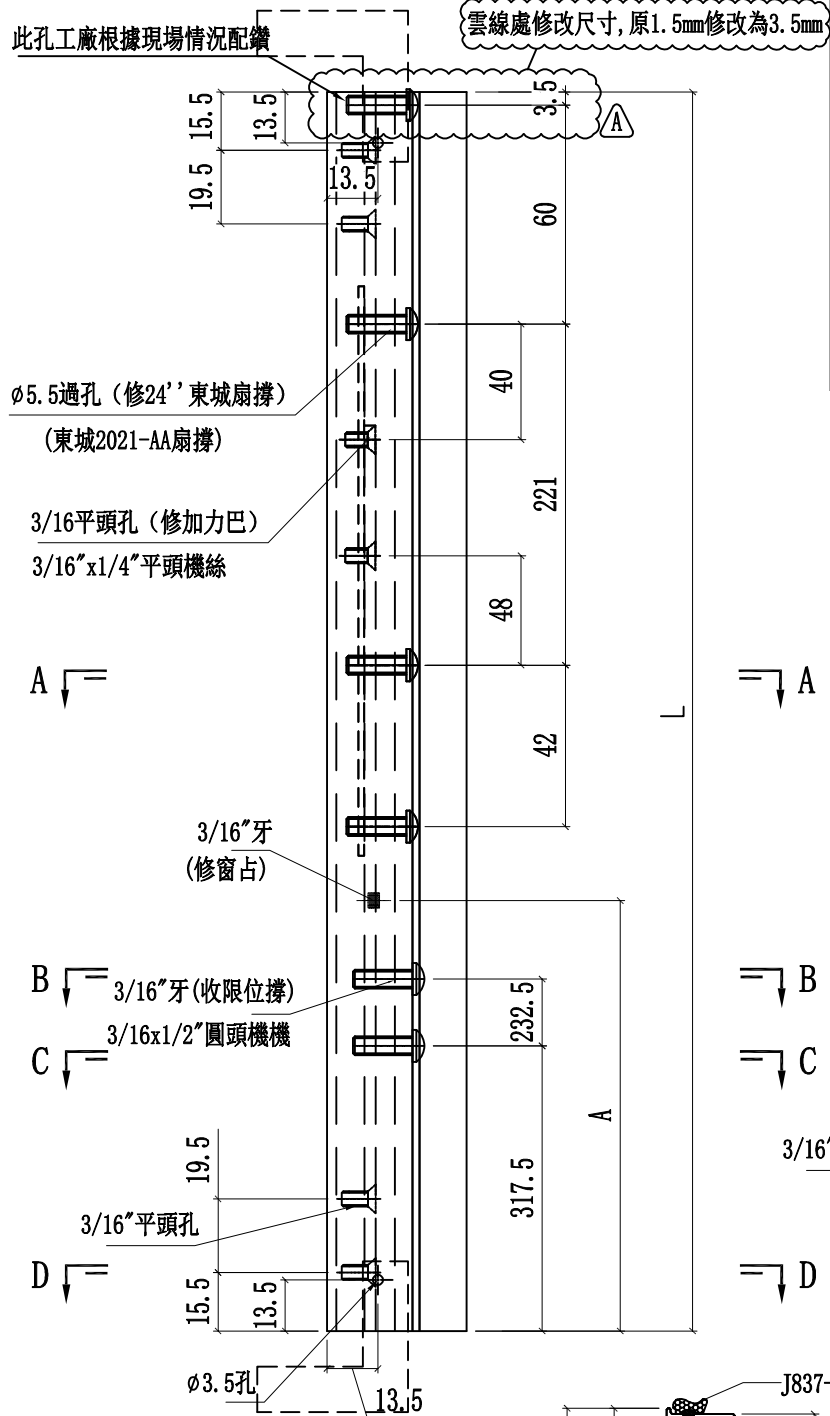 此孔工廠根據現場情況配鑽
雲線處修改尺寸,原1.5mm修改為3.5mm
A
15.5
13.5
3.5
19.5
13.5
60
40
ø5.5過孔（修24''東城扇撐）
(東城2021-AA扇撐)
3/16平頭孔（修加力巴）
3/16"x1/4"平頭機絲
221
48
A
A
L
42
3/16"牙
(修窗占)
B
B
3/16"牙(收限位撐)
3/16x1/2"圓頭機機
232.5
C
C
A
3/16"
19.5
317.5
3/16"平頭孔
D
D
15.5
13.5
ø3.5孔
13.5
J837-